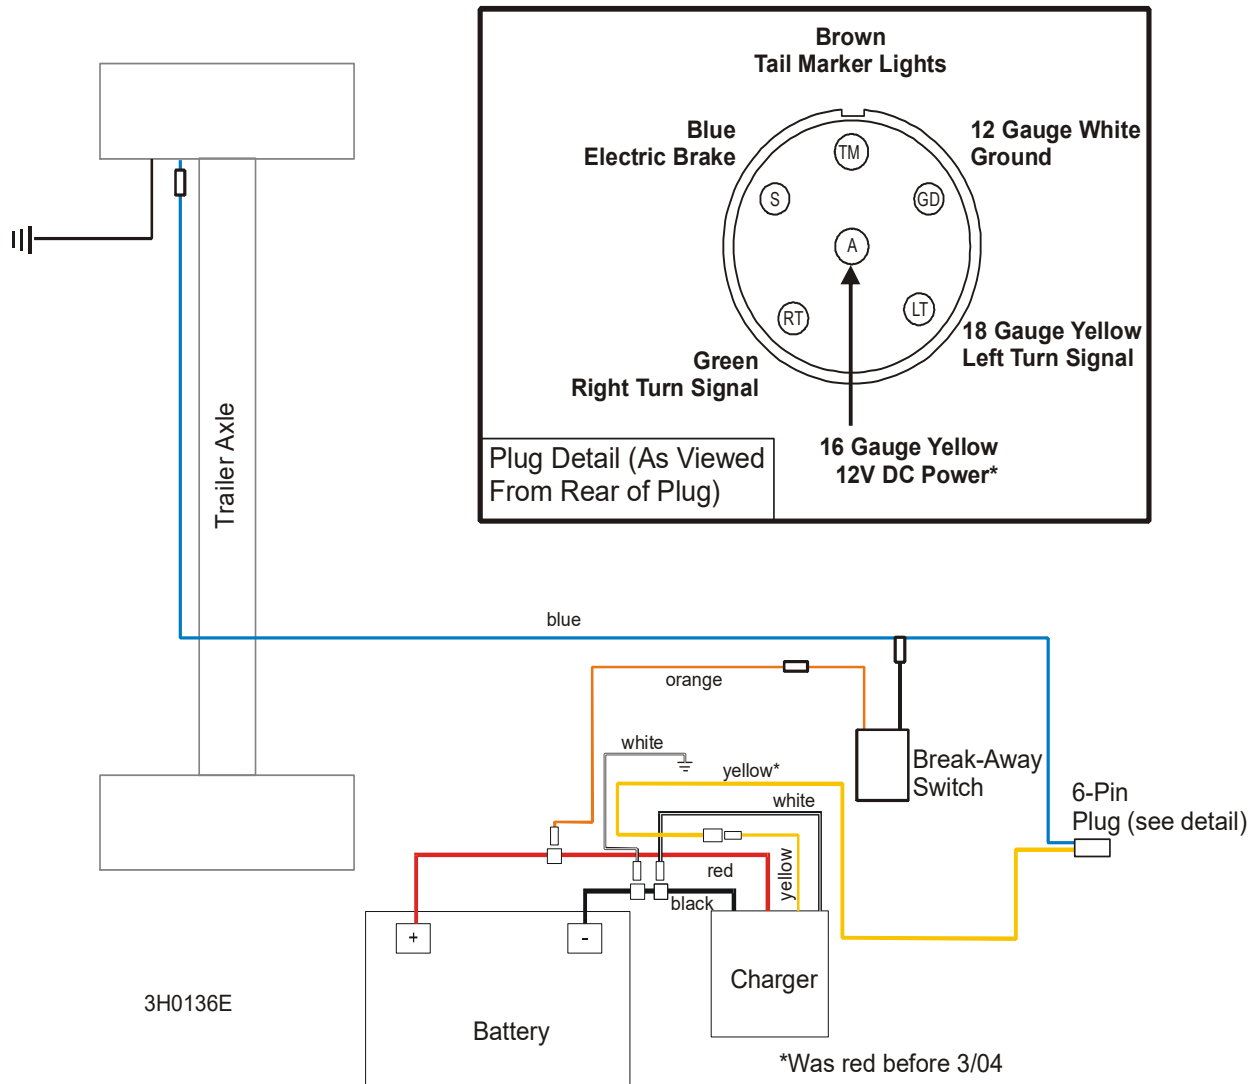 Brown
Tail Marker Lights
Blue
Electric Brake
12 Gauge White
Ground
TM
S
GD
A
RT
LT
18 Gauge Yellow
Left Turn Signal
Green
Right Turn Signal
16 Gauge Yellow
12V DC Power*
Plug Detail (As Viewed
From Rear of Plug)
Trailer Axle
blue
orange
white
yellow*
Break-Away
Switch
white
6-Pin
Plug (see detail)
red
yellow
black
+
-
Charger
3H0136E
Battery
*Was red before 3/04